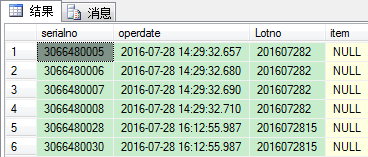 结果 消息
serialno operdate Lotno item
1 3066480005 2016-07-28 14:29:32.657 201607282 NULL
2 3066480006 2016-07-28 14:29:32.680 201607282 NULL
3 3066480007 2016-07-28 14:29:32.690 201607282 NULL
4 3066480008 2016-07-28 14:29:32.710 201607282 NULL
5 3066480028 2016-07-28 16:12:55.987 2016072815 NULL
6 3066480030 2016-07-28 16:12:55.987 2016072815 NULL